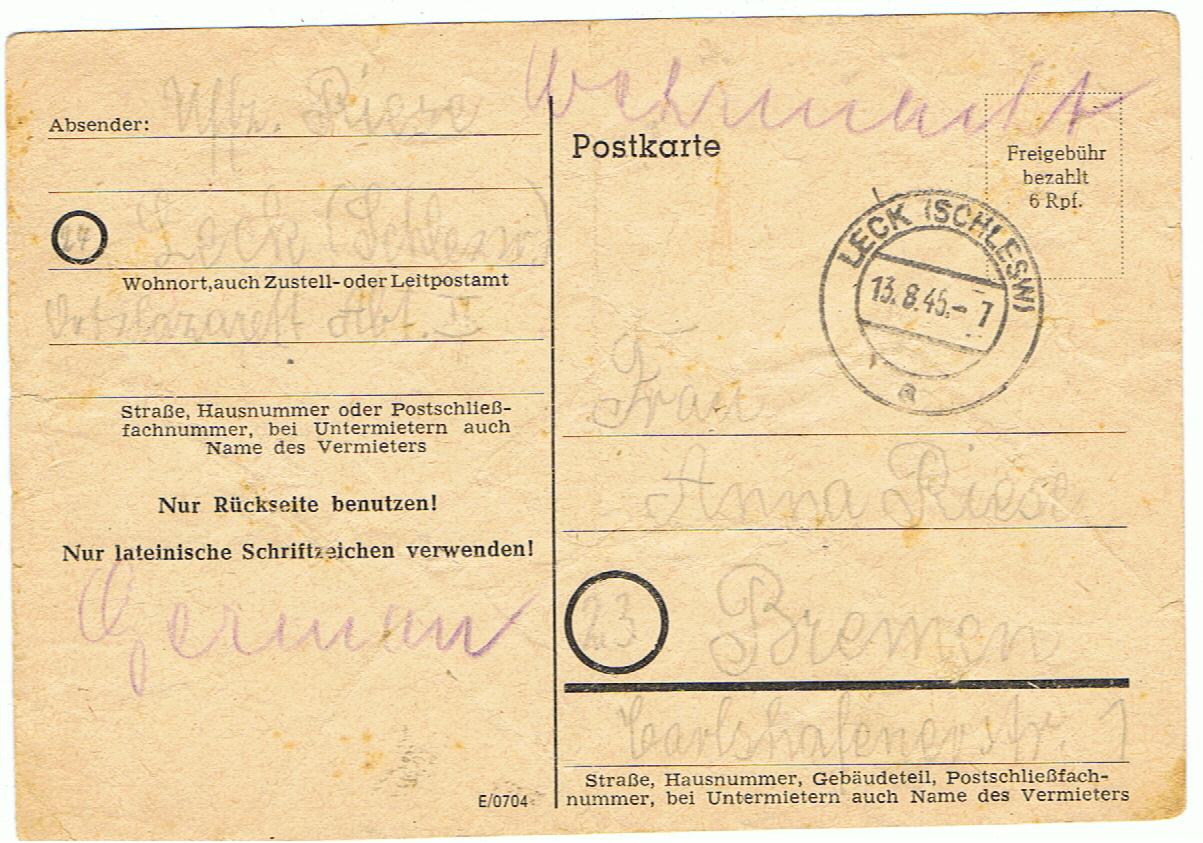 Wehrmacht
Absender: Uffz. Riese
24 Leck (Schlesw.)
Wohnort, auch Zustell- oder Leitpostamt
Ortslazarett Abt. II
Straße, Hausnummer oder Postschließ-
fachnummer, bei Untermietern auch
Name des Vermieters
Nur Rückseite benutzen!
Nur lateinische Schriftzeichen verwenden!
German
E/0704
Postkarte
Freigebühr
bezahlt
6 Rpf.
LECK (SCHLESW)
13.8.45.-
a
Frau
Anna Riese
23 Bremen
Carlshafenerstr. 1
Straße, Hausnummer, Gebäudeteil, Postschließfach-
nummer, bei Untermietern auch Name des Vermieters